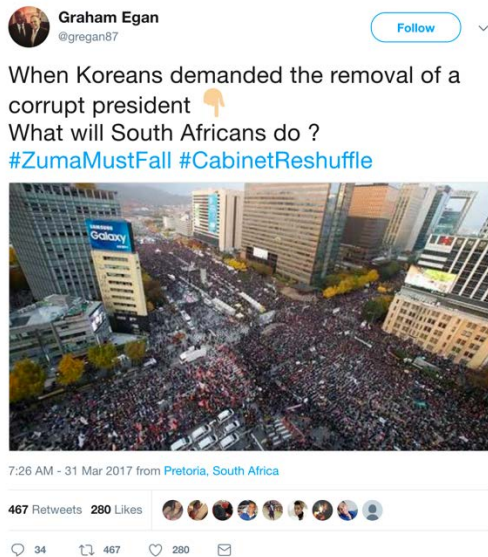 Graham Egan
@gregan87
Follow
When Koreans demanded the removal of a
corrupt president 👇🏼
What will South Africans do ?
#ZumaMustFall #CabinetReshuffle
SAMSUNG
Galaxy
7:26 AM - 31 Mar 2017 from Pretoria, South Africa
467 Retweets 280 Likes
34 467 280